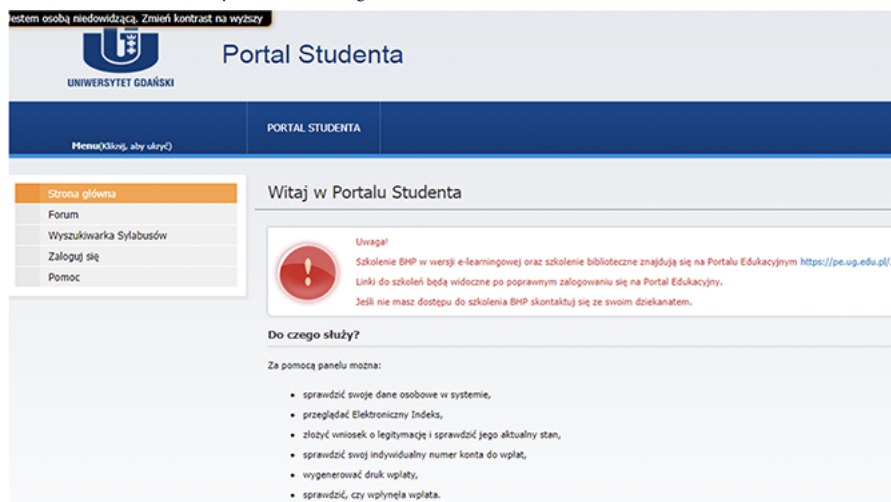 Jestem osobą niedowidzącą. Zmień kontrast na wyższy
UNIWERSYTET GDAŃSKI
Portal Studenta
Menu(Kliknij, aby ukryć)
PORTAL STUDENTA
Strona główna
Forum
Wyszukiwarka Sylabusów
Zaloguj się
Pomoc
Witaj w Portalu Studenta
Uwaga!
Szkolenie BHP w wersji e-learningowej oraz szkolenie biblioteczne znajdują się na Portalu Edukacyjnym https://pe.ug.edu.pl/
Linki do szkoleń będą widoczne po poprawnym zalogowaniu się na Portal Edukacyjny.
Jeśli nie masz dostępu do szkolenia BHP skontaktuj się ze swoim dziekanatem.
Do czego służy?
Za pomocą panelu można:
• sprawdzić swoje dane osobowe w systemie,
• przeglądać Elektroniczny Indeks,
• złożyć wniosek o legitymację i sprawdzić jego aktualny stan,
• sprawdzić swoj indywidualny numer konta do wpłat,
• wygenerować druk wpłaty,
• sprawdzić, czy wpłynęła wpłata.